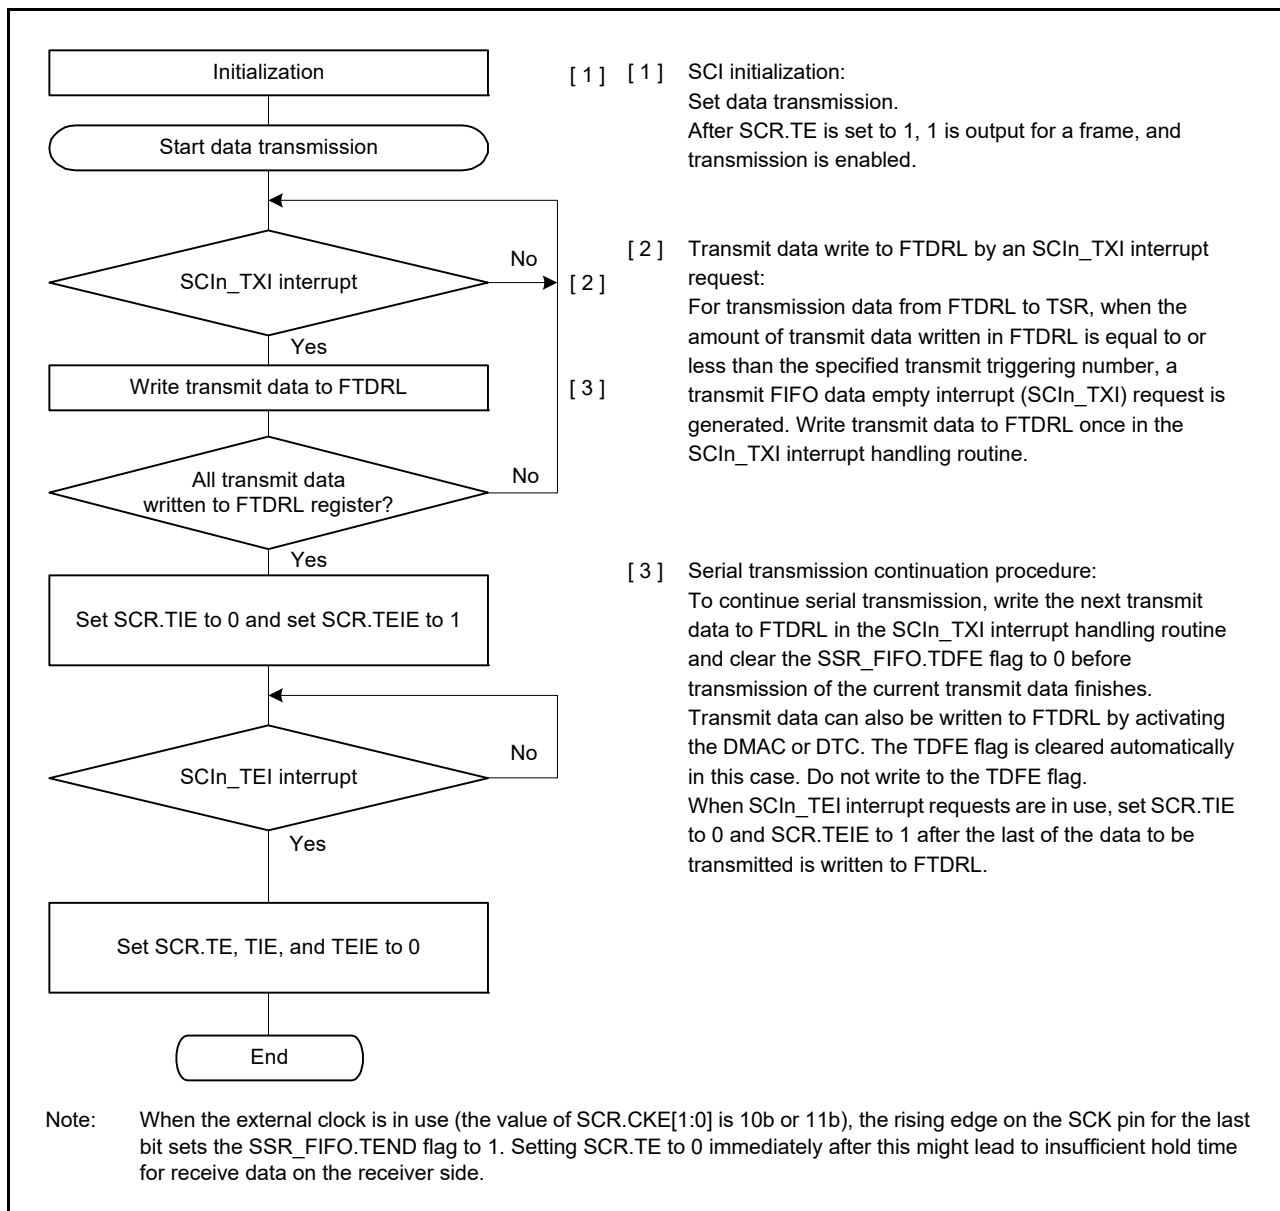 Initialization
[ 1 ]
Start data transmission
SCIn_TXI interrupt
No
[ 2 ]
Yes
Write transmit data to FTDRL
[ 3 ]
All transmit data
written to FTDRL register?
No
Yes
Set SCR.TIE to 0 and set SCR.TEIE to 1
SCIn_TEI interrupt
No
Yes
Set SCR.TE, TIE, and TEIE to 0
End
[ 1 ] SCI initialization:
Set data transmission.
After SCR.TE is set to 1, 1 is output for a frame, and
transmission is enabled.
[ 2 ] Transmit data write to FTDRL by an SCIn_TXI interrupt
request:
For transmission data from FTDRL to TSR, when the
amount of transmit data written in FTDRL is equal to or
less than the specified transmit triggering number, a
transmit FIFO data empty interrupt (SCIn_TXI) request is
generated. Write transmit data to FTDRL once in the
SCIn_TXI interrupt handling routine.
[ 3 ] Serial transmission continuation procedure:
To continue serial transmission, write the next transmit
data to FTDRL in the SCIn_TXI interrupt handling routine
and clear the SSR_FIFO.TDFE flag to 0 before
transmission of the current transmit data finishes.
Transmit data can also be written to FTDRL by activating
the DMAC or DTC. The TDFE flag is cleared automatically
in this case. Do not write to the TDFE flag.
When SCIn_TEI interrupt requests are in use, set SCR.TIE
to 0 and SCR.TEIE to 1 after the last of the data to be
transmitted is written to FTDRL.
Note: When the external clock is in use (the value of SCR.CKE[1:0] is 10b or 11b), the rising edge on the SCK pin for the last
bit sets the SSR_FIFO.TEND flag to 1. Setting SCR.TE to 0 immediately after this might lead to insufficient hold time
for receive data on the receiver side.